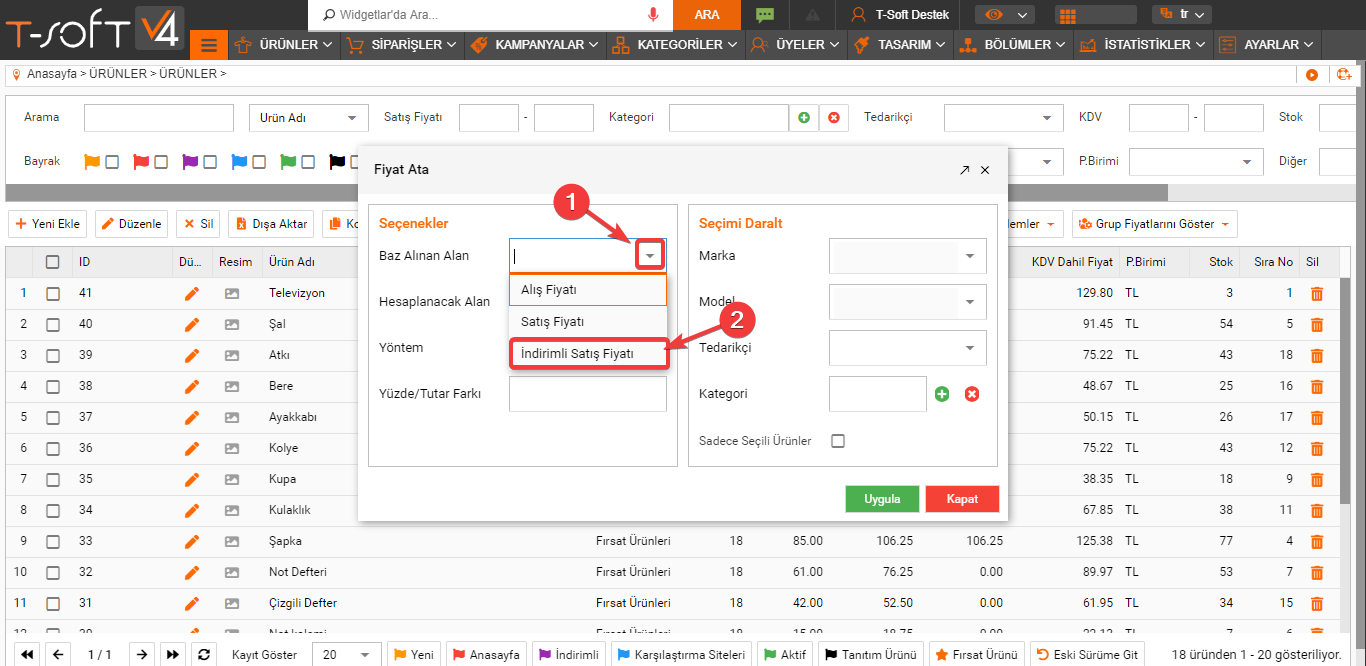 T-SOFT V4
Widgetlar'da Ara...
ARA
T-Soft Destek
tr
ÜRÜNLER
SİPARİŞLER
KAMPANYALAR
KATEGORİLER
ÜYELER
TASARIM
BÖLÜMLER
İSTATİSTİKLER
AYARLAR
Anasayfa > ÜRÜNLER > ÜRÜNLER >
Arama
Ürün Adı
Satış Fiyatı
-
Kategori
Tedarikçi
KDV
-
Stok
Bayrak
P.Birimi
Diğer
Yeni Ekle
Düzenle
Sil
Dışa Aktar
Grup Fiyatlarını Göster
Fiyat Ata
1
Seçenekler
Seçimi Daralt
Baz Alınan Alan
Marka
Alış Fiyatı
Hesaplanacak Alan
Model
Satış Fiyatı
2
Yöntem
İndirimli Satış Fiyatı
Tedarikçi
Yüzde/Tutar Farkı
Kategori
Sadece Seçili Ürünler
Uygula
Kapat
ID Dü... Resim Ürün Adı KDV Dahil Fiyat P.Birimi Stok Sıra No Sil
1 41 Televizyon 129.80 TL 3 1
2 40 Şal 91.45 TL 54 5
3 39 Atkı 75.22 TL 43 18
4 38 Bere 48.67 TL 25 16
5 37 Ayakkabı 50.15 TL 26 17
6 36 Kolye 75.22 TL 43 12
7 35 Kupa 38.35 TL 18 9
8 34 Kulaklık 67.85 TL 38 11
9 33 Şapka Fırsat Ürünleri 18 85.00 106.25 106.25 125.38 TL 77 4
10 32 Not Defteri Fırsat Ürünleri 18 61.00 76.25 0.00 89.97 TL 53 7
11 31 Çizgili Defter Fırsat Ürünleri 18 42.00 52.50 0.00 61.95 TL 34 15
1 / 1
Kayıt Göster
20
Yeni
Anasayfa
İndirimli
Karşılaştırma Siteleri
Aktif
Tanıtım Ürünü
Fırsat Ürünü
Eski Sürüme Git
18 üründen 1 - 20 gösteriliyor.